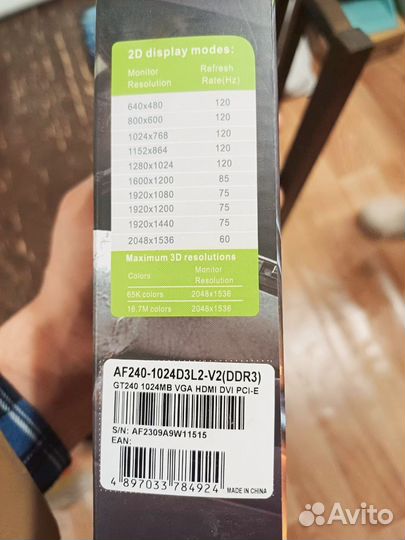 2D display modes:
Monitor Resolution Refresh Rate(Hz)
640x480 120
800x600 120
1024x768 120
1152x864 120
1280x1024 120
1600x1200 85
1920x1080 75
1920x1200 75
1920x1440 75
2048x1536 60
Maximum 3D resolutions
Colors Monitor Resolution
65K colors 2048x1536
16.7M colors 2048x1536
AF240-1024D3L2-V2(DDR3)
GT240 1024MB VGA HDMI DVI PCI-E
S/N: AF2309A9W11515
EAN:
4 897033 784924 MADE IN CHINA
Avito